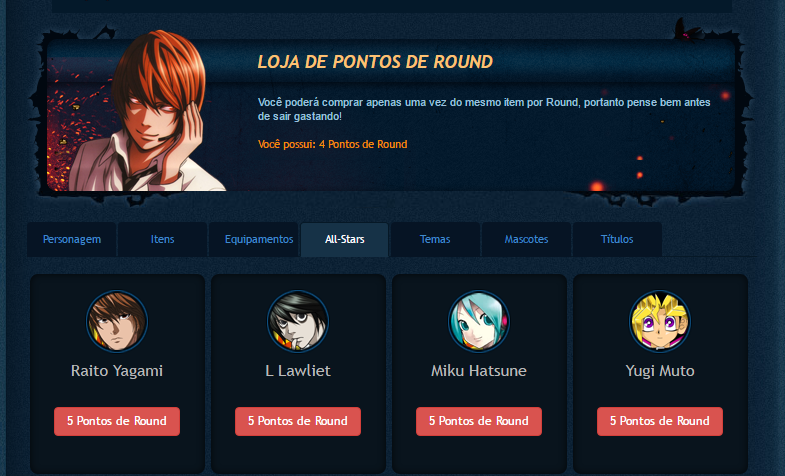 LOJA DE PONTOS DE ROUND
Você poderá comprar apenas uma vez do mesmo item por Round, portanto pense bem antes
de sair gastando!
Você possui: 4 Pontos de Round
Personagem Itens Equipamentos All-Stars Temas Mascotes Títulos
Raito Yagami L Lawliet Miku Hatsune Yugi Muto
5 Pontos de Round 5 Pontos de Round 5 Pontos de Round 5 Pontos de Round